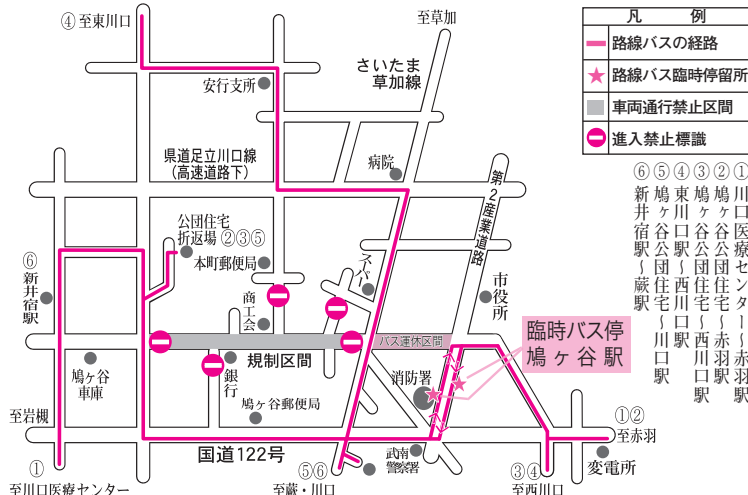 ④至東川口
至草加
安行支所
さいたま
草加線
県道足立川口線
(高速道路下)
病院
第2産業道路
公団住宅
折返場 ②③⑤
本町郵便局
スーパー
⑥
新井宿駅
商工会
市役所
バス運休区間
規制区間
臨時バス停
鳩ヶ谷駅
鳩ヶ谷
車庫
銀行
消防署
鳩ヶ谷郵便局
至岩槻
国道122号
武南
警察署
①②
至赤羽
変電所
①
至川口医療センター
⑤⑥
至蔵・川口
③④
至西川口
凡例
路線バスの経路
路線バス臨時停留所
車両通行禁止区間
進入禁止標識
①川口医療センター~赤羽駅
②鳩ヶ谷公団住宅~赤羽駅
③鳩ヶ谷公団住宅~西川口駅
④東川口駅~西川口駅
⑤鳩ヶ谷公団住宅~川口駅
⑥新井宿駅~蕨駅